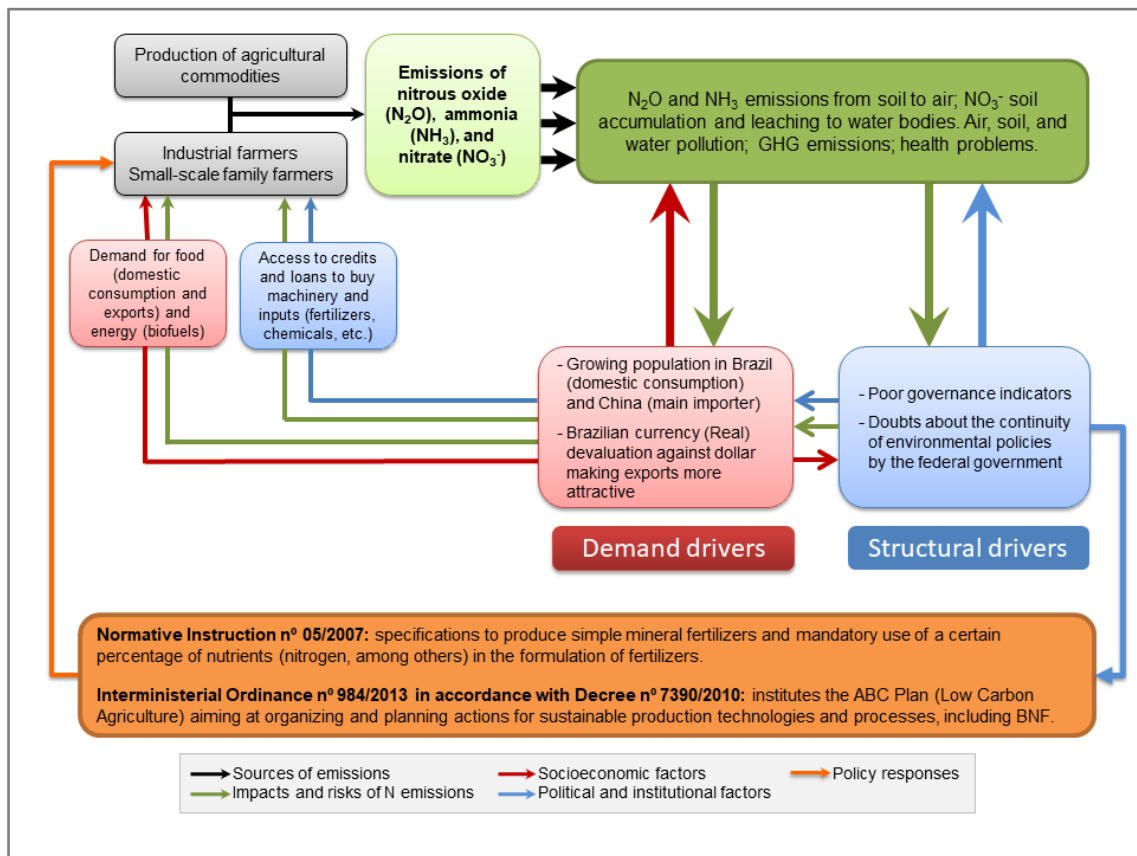 Production of agricultural
commodities
Industrial farmers
Small-scale family farmers
Emissions of
nitrous oxide
(N₂O), ammonia
(NH₃), and
nitrate (NO₃⁻)
N₂O and NH₃ emissions from soil to air; NO₃⁻ soil
accumulation and leaching to water bodies. Air, soil, and
water pollution; GHG emissions; health problems.
Demand for food
(domestic
consumption and
exports) and
energy (biofuels)
Access to credits
and loans to buy
machinery and
inputs (fertilizers,
chemicals, etc.)
- Growing population in Brazil
(domestic consumption)
and China (main importer)
- Brazilian currency (Real)
devaluation against dollar
making exports more
attractive
- Poor governance indicators
- Doubts about the continuity
of environmental policies
by the federal government
Demand drivers
Structural drivers
Normative Instruction nº 05/2007: specifications to produce simple mineral fertilizers and mandatory use of a certain
percentage of nutrients (nitrogen, among others) in the formulation of fertilizers.
Interministerial Ordinance nº 984/2013 in accordance with Decree nº 7390/2010: institutes the ABC Plan (Low Carbon
Agriculture) aiming at organizing and planning actions for sustainable production technologies and processes, including BNF.
Sources of emissions
Socioeconomic factors
Policy responses
Impacts and risks of N emissions
Political and institutional factors